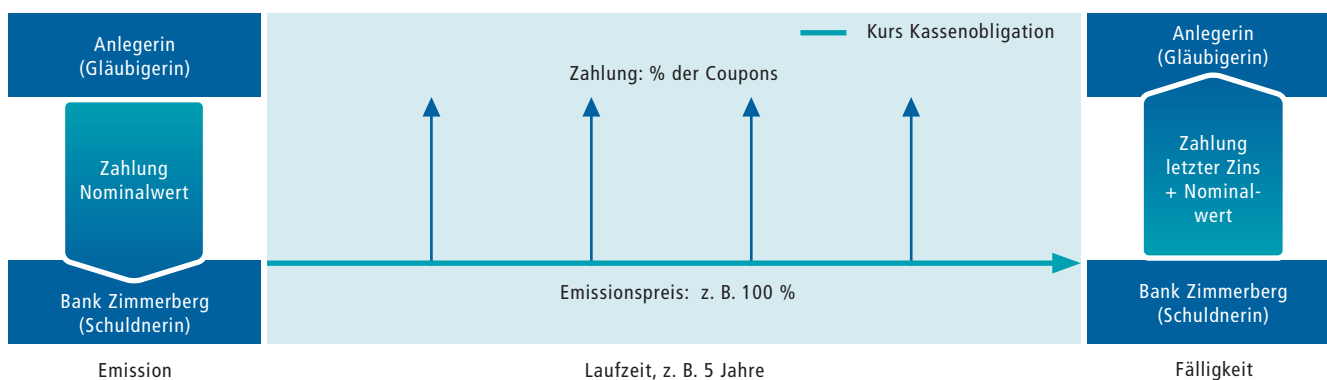 Anlegerin
(Gläubigerin)
Zahlung
Nominalwert
Bank Zimmerberg
(Schuldnerin)
Emission
Kurs Kassenobligation
Zahlung: % der Coupons
Emissionspreis: z. B. 100 %
Laufzeit, z. B. 5 Jahre
Anlegerin
(Gläubigerin)
Zahlung
letzter Zins
+ Nominal-
wert
Bank Zimmerberg
(Schuldnerin)
Fälligkeit